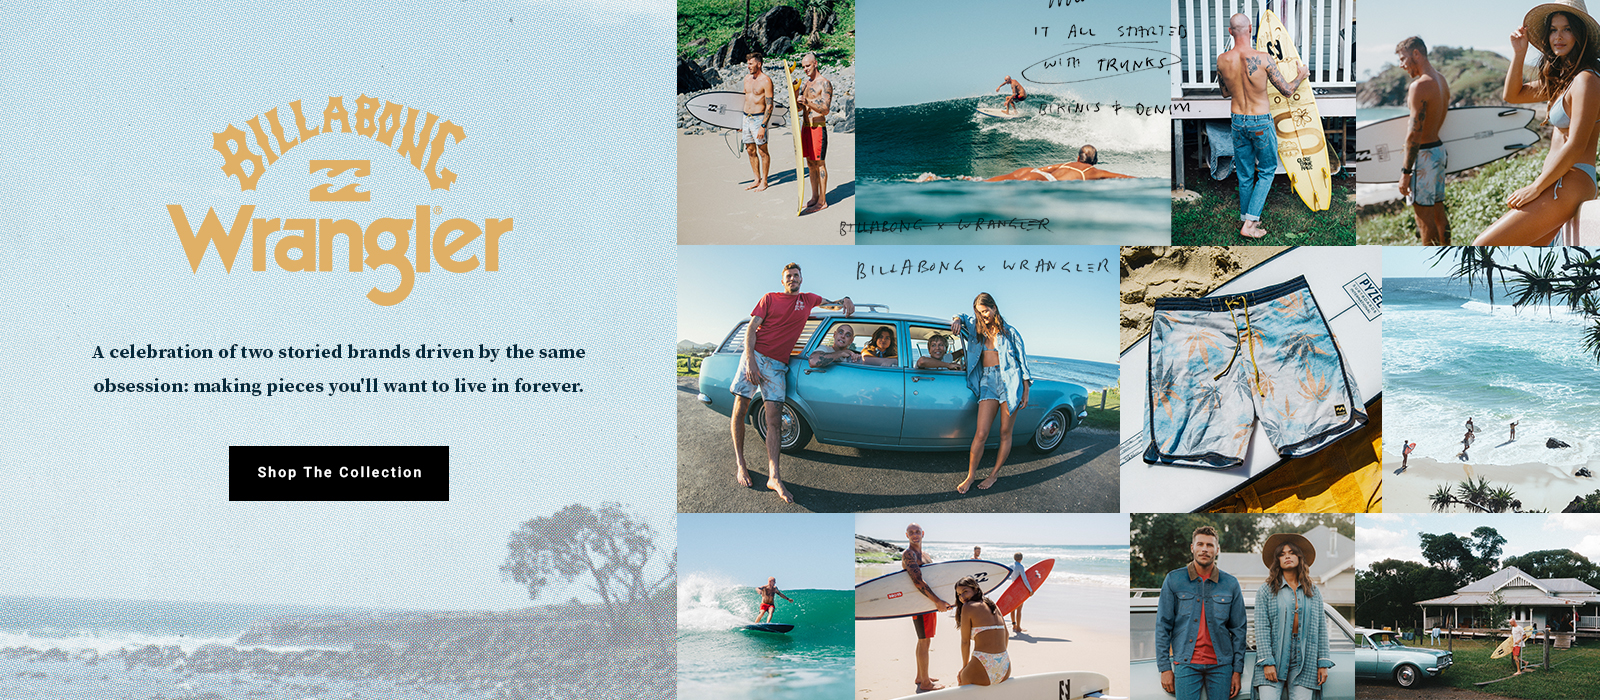 BILLABONG
Wrangler
A celebration of two storied brands driven by the same
obsession: making pieces you'll want to live in forever.
Shop The Collection
IT ALL STARTED
WITH TRUNKS,
BIKINIS & DENIM.
BILLABONG x WRANGLER
BILLABONG x WRANGLER
PYZEL